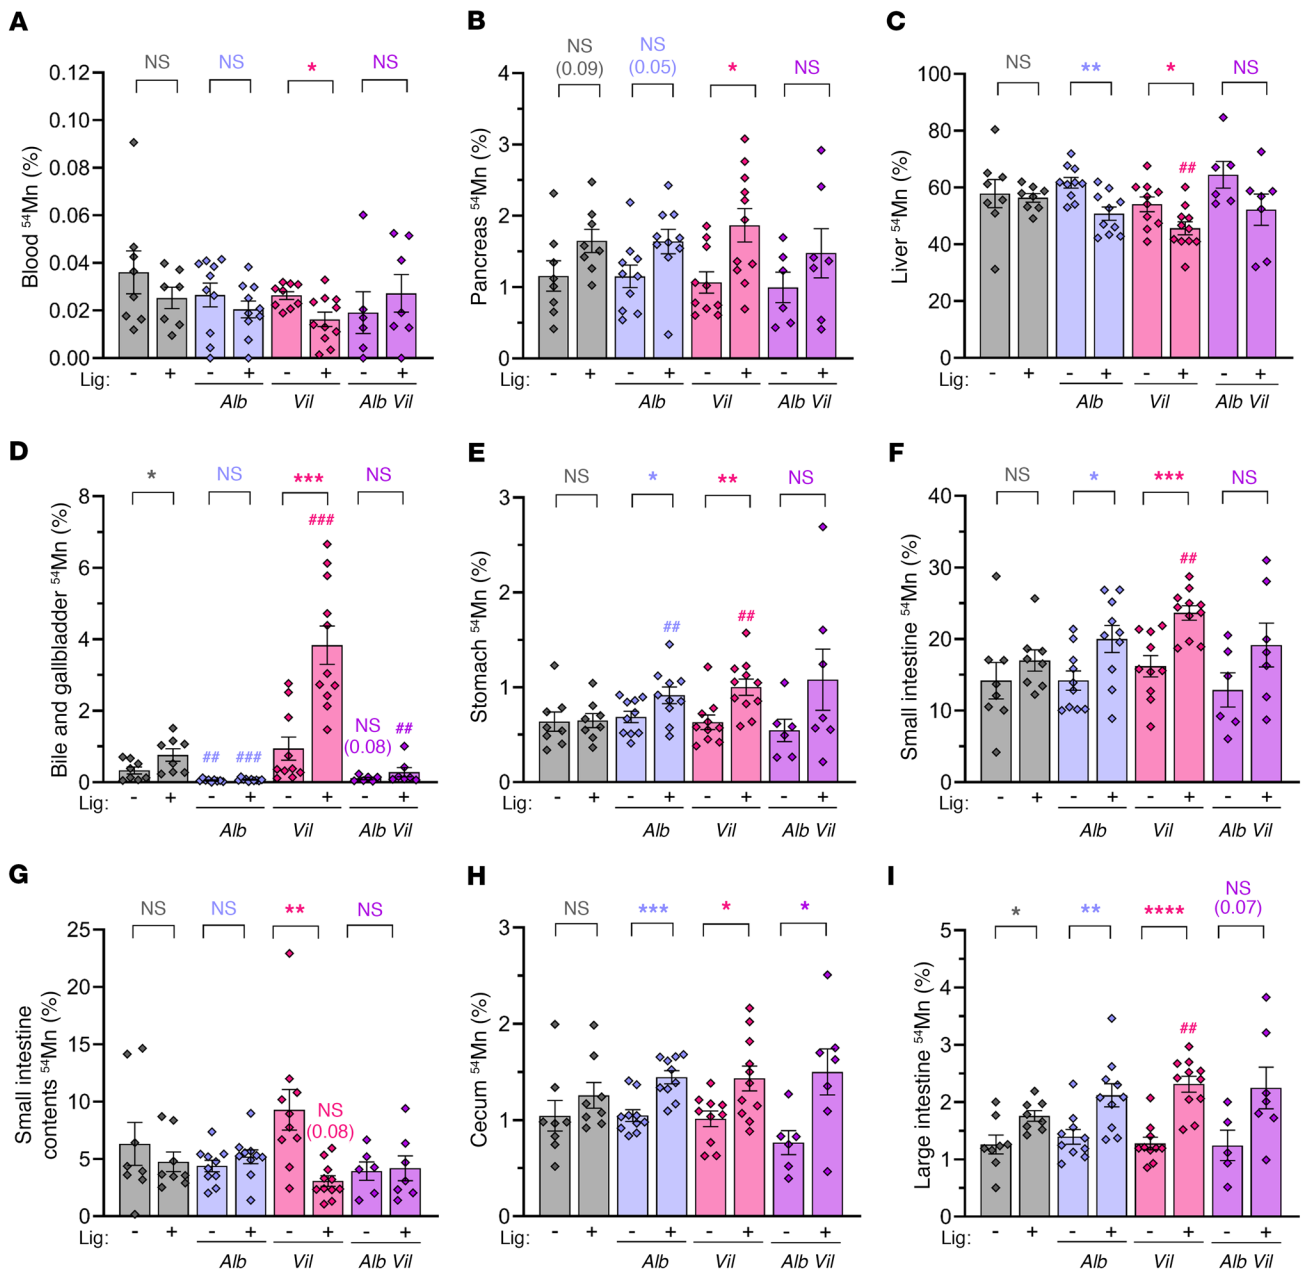 A
NS NS * NS
Blood ⁵⁴Mn (%)
0.12
0.10
0.08
0.06
0.04
0.02
0.00
Lig: - + - + - + - +
Alb Vil Alb Vil
B
NS (0.09) NS (0.05) * NS
Pancreas ⁵⁴Mn (%)
4
3
2
1
0
Lig: - + - + - + - +
Alb Vil Alb Vil
C
NS ** * NS
##
Liver ⁵⁴Mn (%)
100
80
60
40
20
0
Lig: - + - + - + - +
Alb Vil Alb Vil
D
* NS *** NS
###
## ### NS (0.08) ##
Bile and gallbladder ⁵⁴Mn (%)
8
6
4
2
0
Lig: - + - + - + - +
Alb Vil Alb Vil
E
NS * ** NS
## ##
Stomach ⁵⁴Mn (%)
3
2
1
0
Lig: - + - + - + - +
Alb Vil Alb Vil
F
NS * *** NS
##
Small intestine ⁵⁴Mn (%)
40
30
20
10
0
Lig: - + - + - + - +
Alb Vil Alb Vil
G
NS NS ** NS
NS
(0.08)
Small intestine
contents ⁵⁴Mn (%)
25
20
15
10
5
0
Lig: - + - + - + - +
Alb Vil Alb Vil
H
NS *** * *
Cecum ⁵⁴Mn (%)
3
2
1
0
Lig: - + - + - + - +
Alb Vil Alb Vil
I
* ** **** NS (0.07)
##
Large intestine ⁵⁴Mn (%)
5
4
3
2
1
0
Lig: - + - + - + - +
Alb Vil Alb Vil